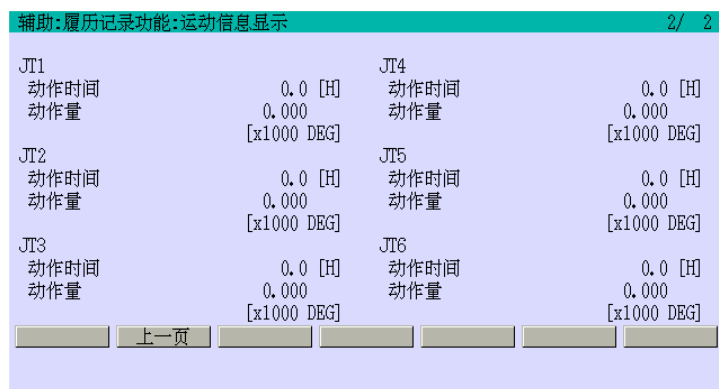 辅助:履历记录功能:运动信息显示 2/ 2
JT1 JT4
动作时间 0.0 [H] 动作时间 0.0 [H]
动作量 0.000 动作量 0.000
[x1000 DEG] [x1000 DEG]
JT2 JT5
动作时间 0.0 [H] 动作时间 0.0 [H]
动作量 0.000 动作量 0.000
[x1000 DEG] [x1000 DEG]
JT3 JT6
动作时间 0.0 [H] 动作时间 0.0 [H]
动作量 0.000 动作量 0.000
[x1000 DEG] [x1000 DEG]
上一页